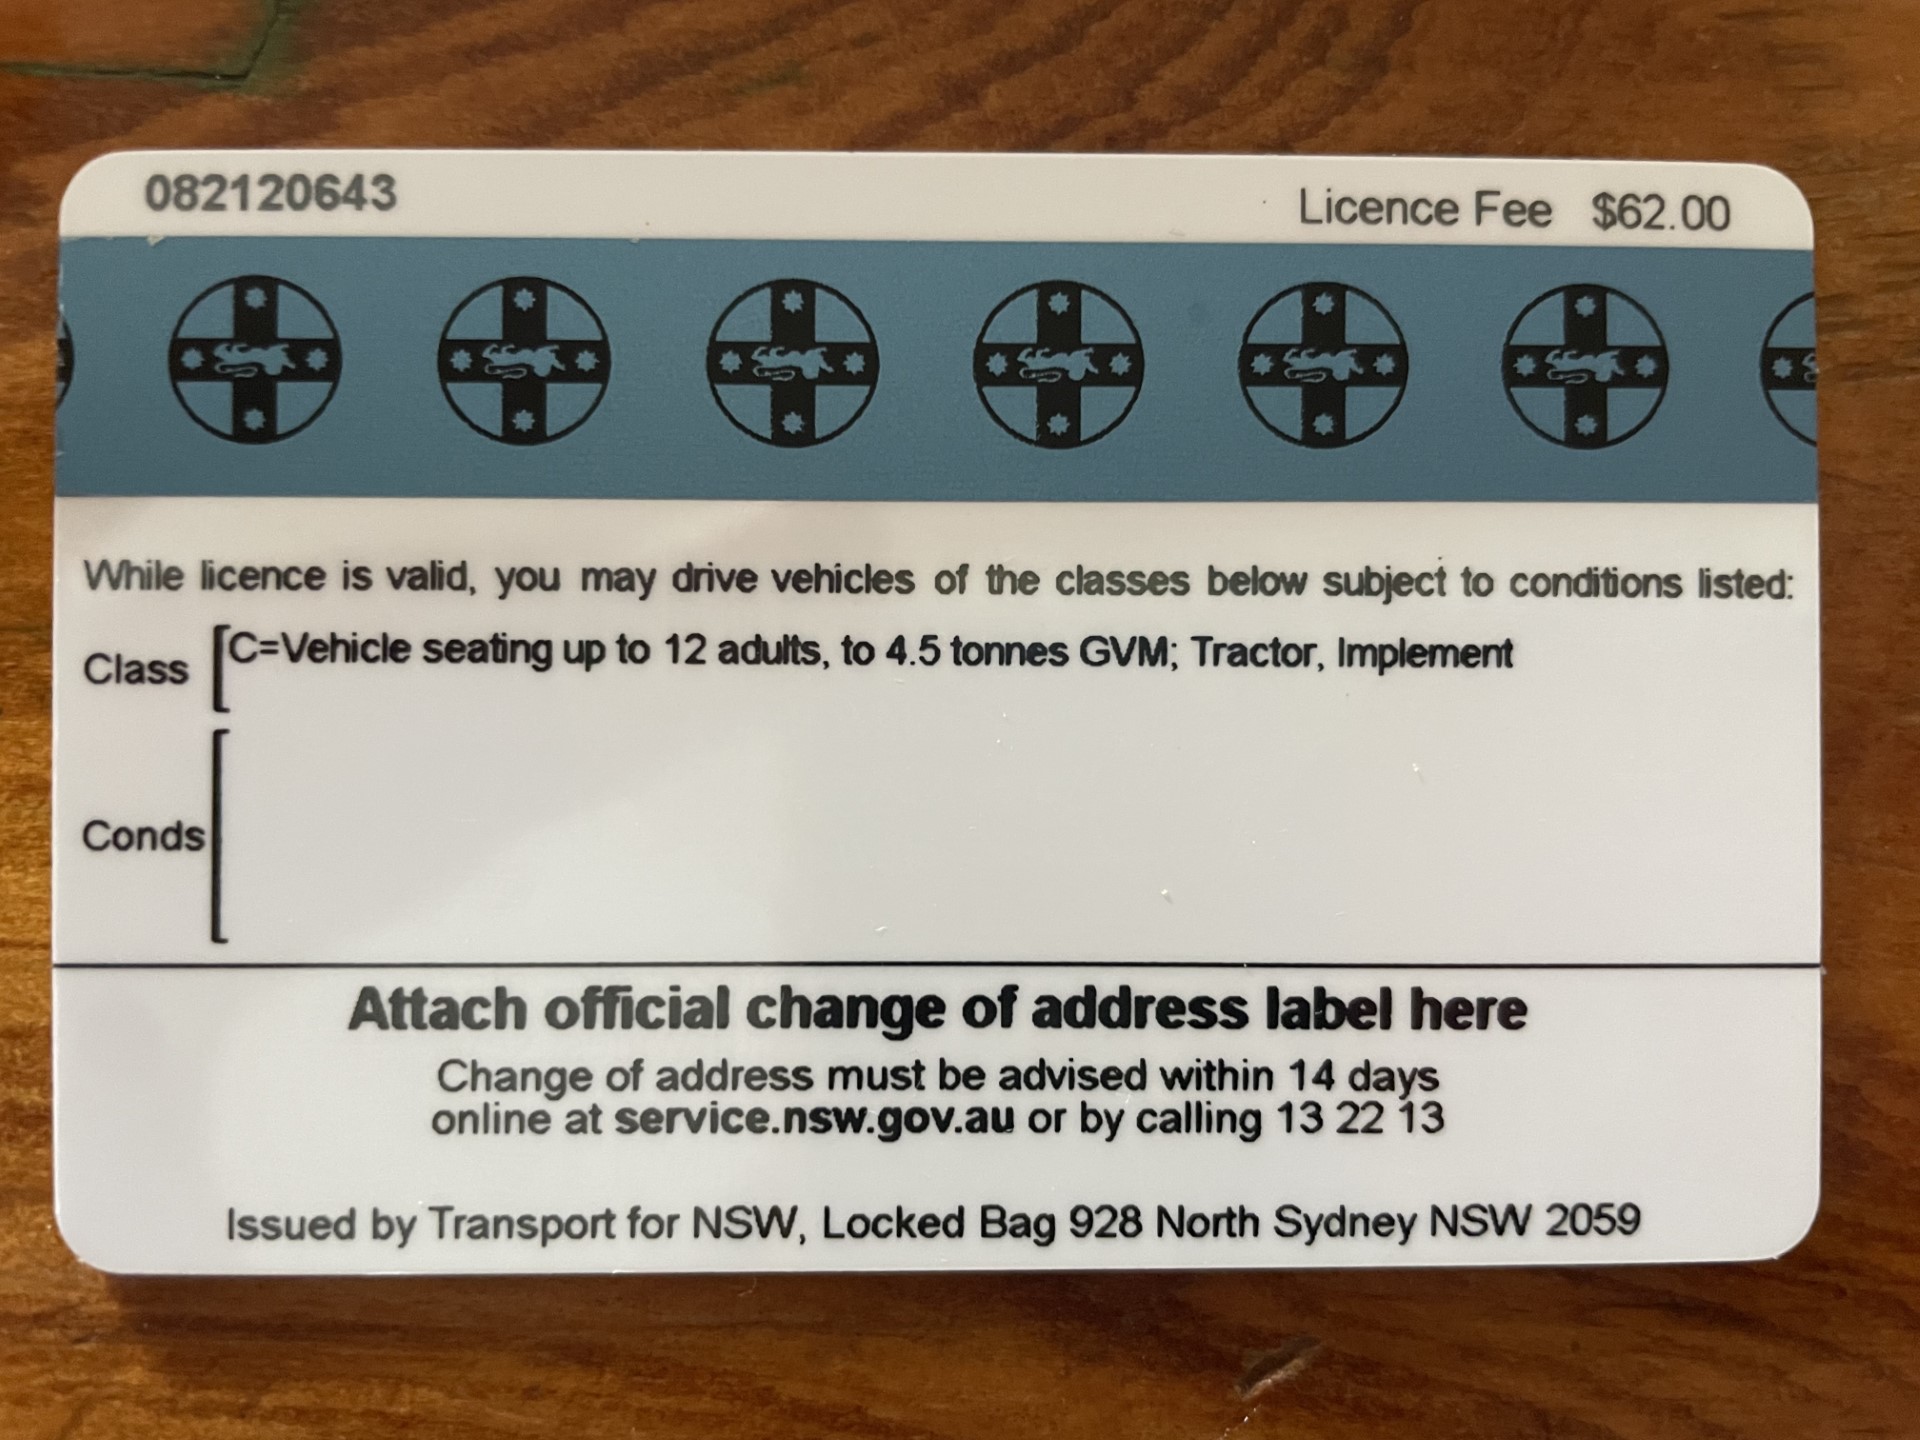 082120643 Licence Fee $62.00
While licence is valid, you may drive vehicles of the classes below subject to conditions listed:
Class C=Vehicle seating up to 12 adults, to 4.5 tonnes GVM; Tractor, Implement
Conds
Attach official change of address label here
Change of address must be advised within 14 days
online at service.nsw.gov.au or by calling 13 22 13
Issued by Transport for NSW, Locked Bag 928 North Sydney NSW 2059